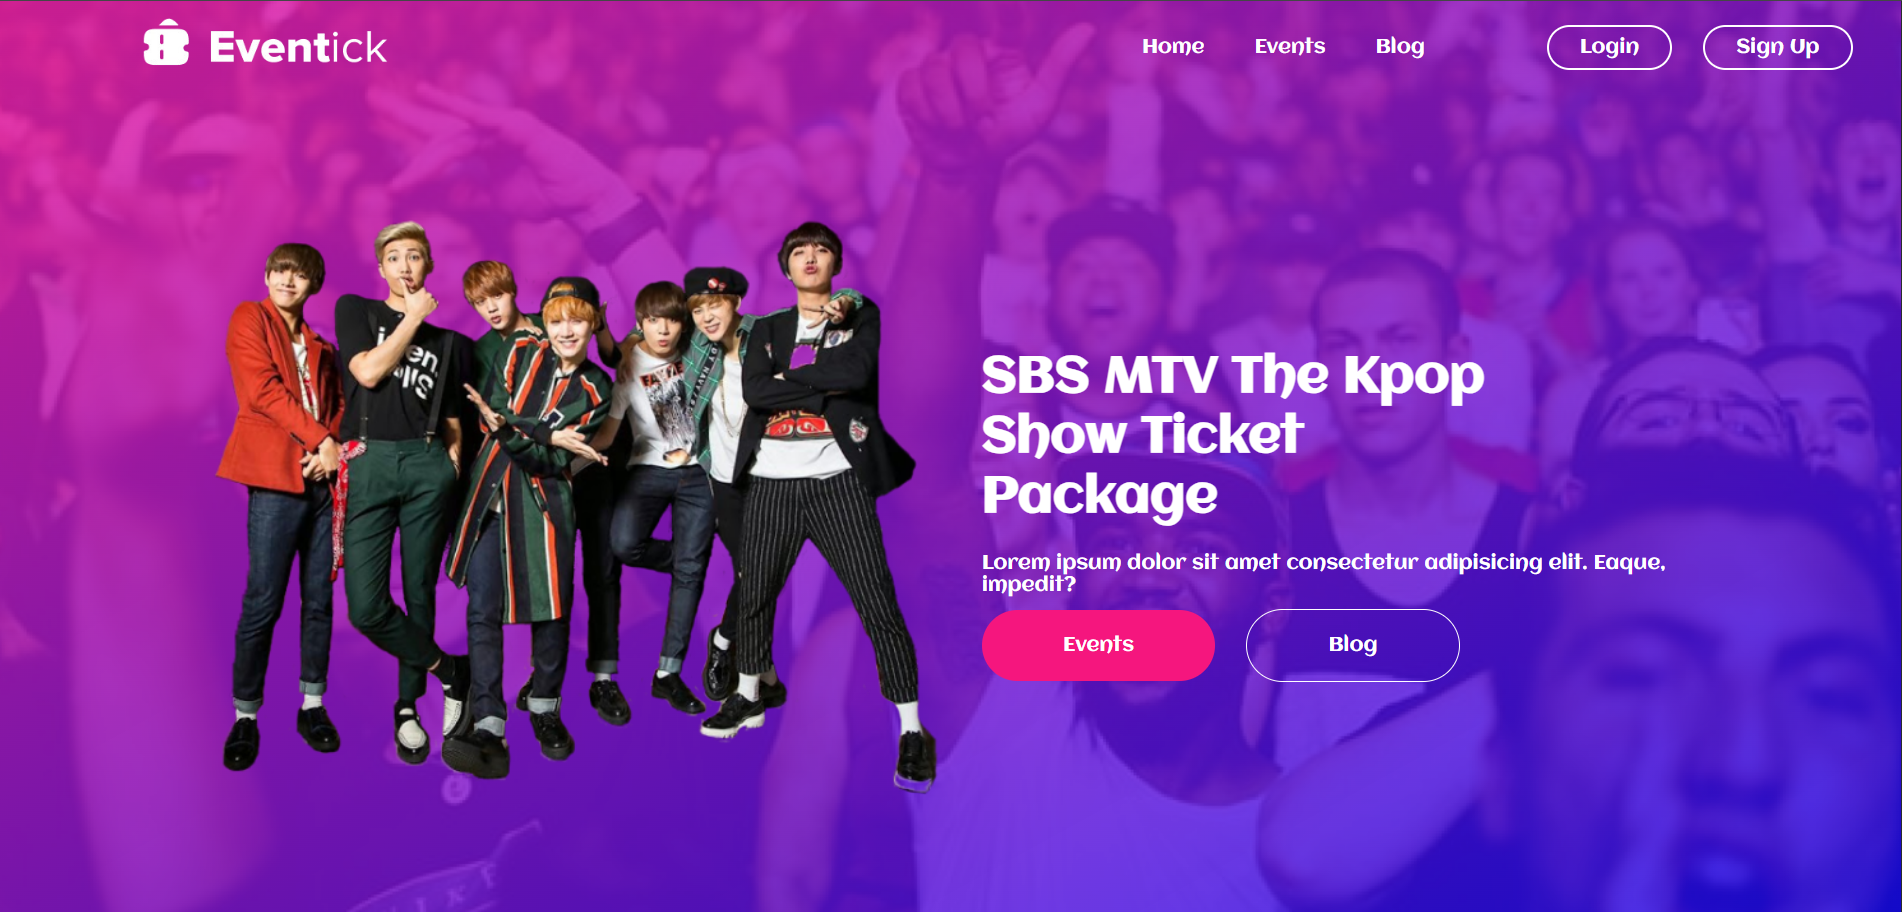 Eventick
Home Events Blog Login Sign Up
SBS MTV The Kpop
Show Ticket
Package
Lorem ipsum dolor sit amet consectetur adipisicing elit. Eaque,
impedit?
Events Blog